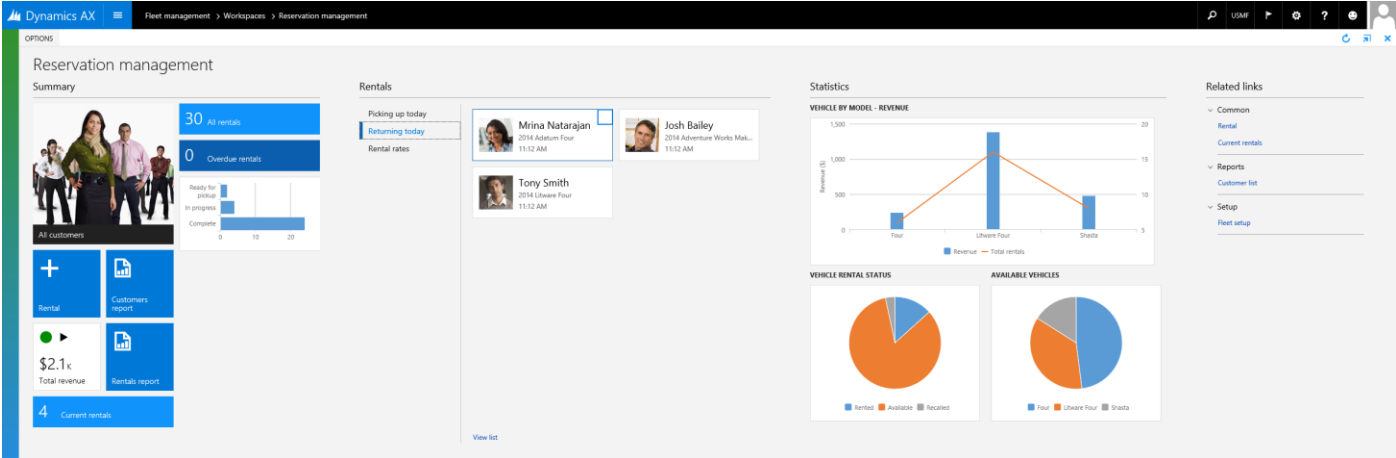 Dynamics AX
Fleet management > Workspaces > Reservation management
USMF
?
OPTIONS
Reservation management
Summary
All customers
30 All rentals
0 Overdue rentals
Ready for
pickup
In progress
Complete
0 10 20
Rental
Customers
report
$2.1K
Total revenue
Rentals report
4 Current rentals
Rentals
Picking up today
Returning today
Rental rates
Mrina Natarajan
2014 Adatum Four
11:12 AM
Josh Bailey
2014 Adventure Works Mak...
11:12 AM
Tony Smith
2014 Litware Four
11:12 AM
View list
Statistics
VEHICLE BY MODEL - REVENUE
Revenue ($)
1,500
1,000
500
0
20
15
10
5
Four Litware Four Shasta
Revenue Total rentals
VEHICLE RENTAL STATUS
Rented Available Recalled
AVAILABLE VEHICLES
Four Litware Four Shasta
Related links
Common
Rental
Current rentals
Reports
Customer list
Setup
Fleet setup